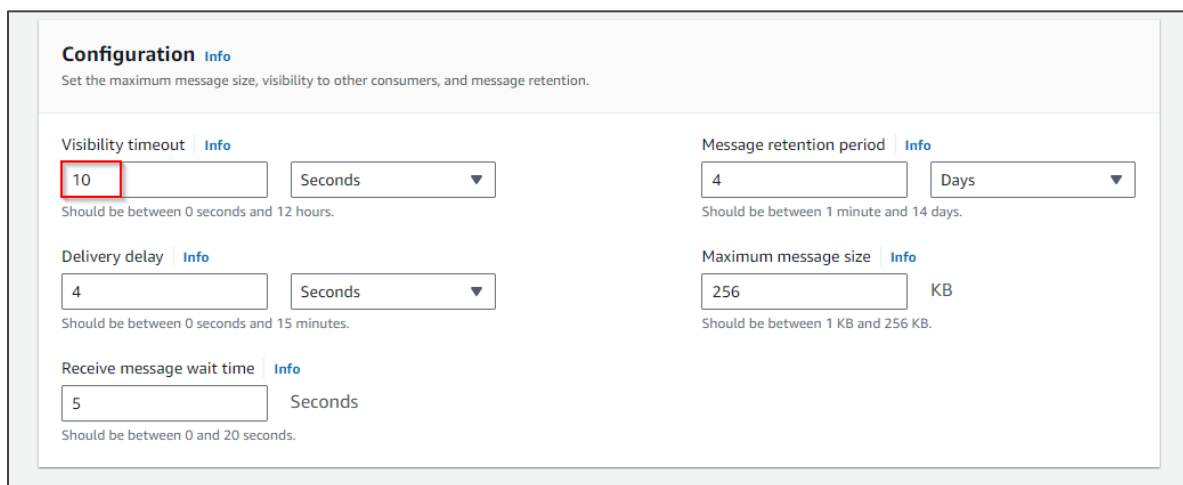 Configuration Info
Set the maximum message size, visibility to other consumers, and message retention.
Visibility timeout Info
10 Seconds
Should be between 0 seconds and 12 hours.
Message retention period Info
4 Days
Should be between 1 minute and 14 days.
Delivery delay Info
4 Seconds
Should be between 0 seconds and 15 minutes.
Maximum message size Info
256 KB
Should be between 1 KB and 256 KB.
Receive message wait time Info
5 Seconds
Should be between 0 and 20 seconds.